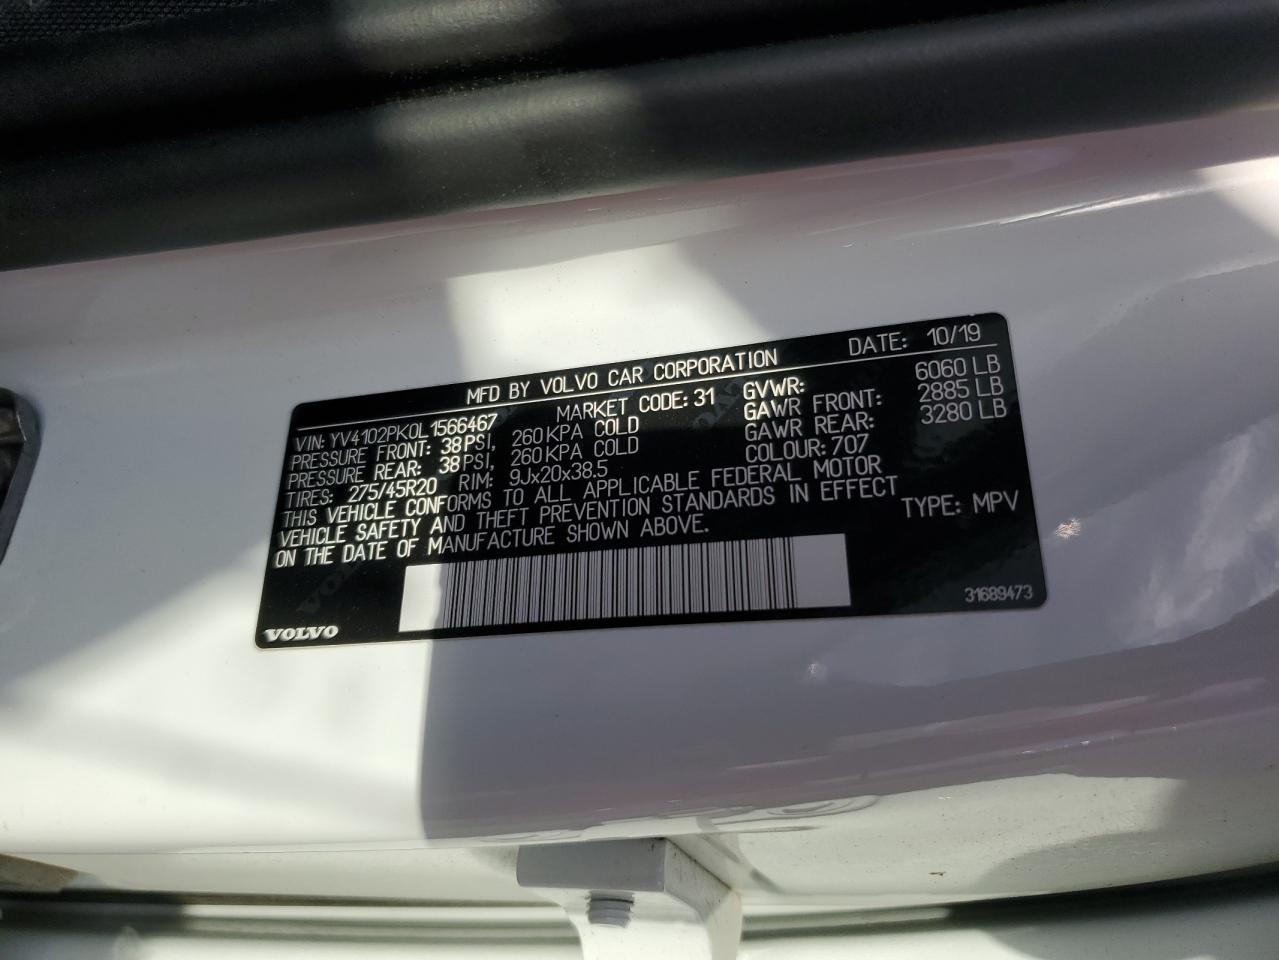 MFD BY VOLVO CAR CORPORATION DATE: 10/19
VIN: YV4102PK0L1566467 MARKET CODE: 31 GVWR: 6060 LB
PRESSURE FRONT: 38 PSI, 260 KPA COLD GAWR FRONT: 2885 LB
PRESSURE REAR: 38 PSI, 260 KPA COLD GAWR REAR: 3280 LB
TIRES: 275/45R20 RIM: 9Jx20x38.5 COLOUR: 707
THIS VEHICLE CONFORMS TO ALL APPLICABLE FEDERAL MOTOR
VEHICLE SAFETY AND THEFT PREVENTION STANDARDS IN EFFECT
ON THE DATE OF MANUFACTURE SHOWN ABOVE. TYPE: MPV
31689473
VOLVO